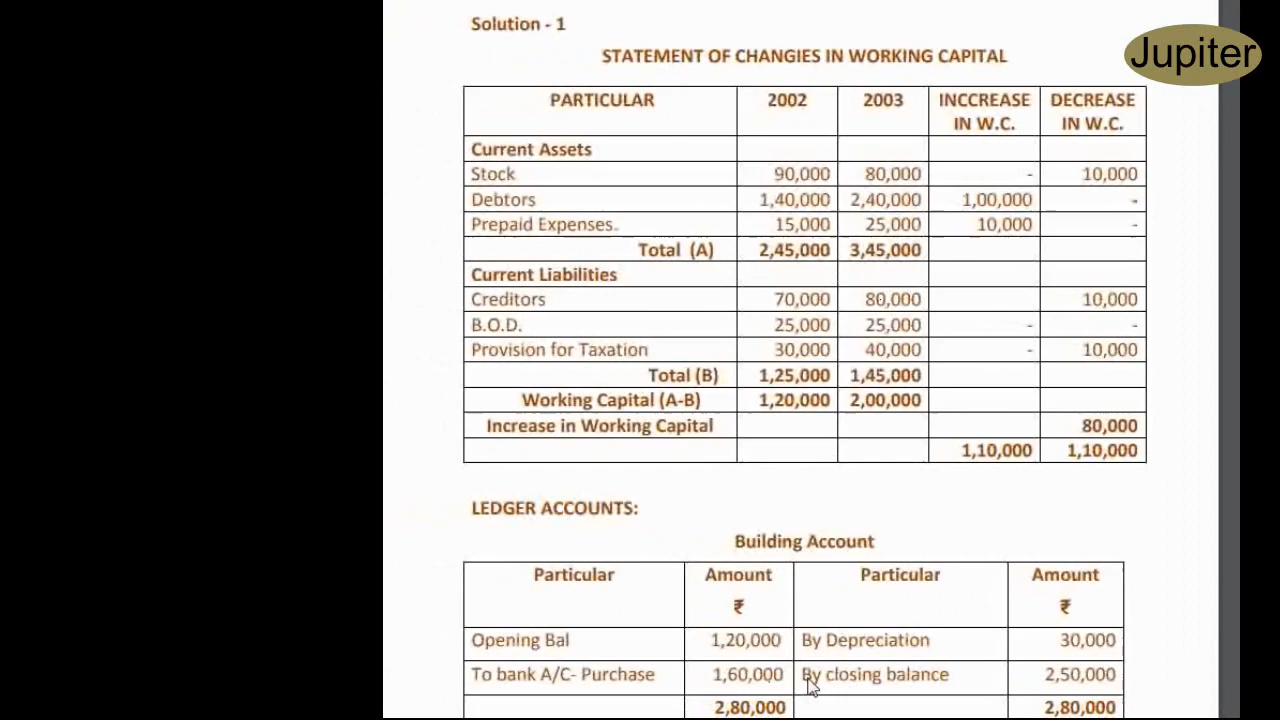 Jupiter
Solution - 1
STATEMENT OF CHANGIES IN WORKING CAPITAL
PARTICULAR 2002 2003 INCCREASE IN W.C. DECREASE IN W.C.
Current Assets
Stock 90,000 80,000 - 10,000
Debtors 1,40,000 2,40,000 1,00,000 -
Prepaid Expenses. 15,000 25,000 10,000 -
Total (A) 2,45,000 3,45,000
Current Liabilities
Creditors 70,000 80,000 10,000
B.O.D. 25,000 25,000 - -
Provision for Taxation 30,000 40,000 - 10,000
Total (B) 1,25,000 1,45,000
Working Capital (A-B) 1,20,000 2,00,000
Increase in Working Capital 80,000
1,10,000 1,10,000
LEDGER ACCOUNTS:
Building Account
Particular Amount ₹ Particular Amount ₹
Opening Bal 1,20,000 By Depreciation 30,000
To bank A/C- Purchase 1,60,000 By closing balance 2,50,000
2,80,000 2,80,000